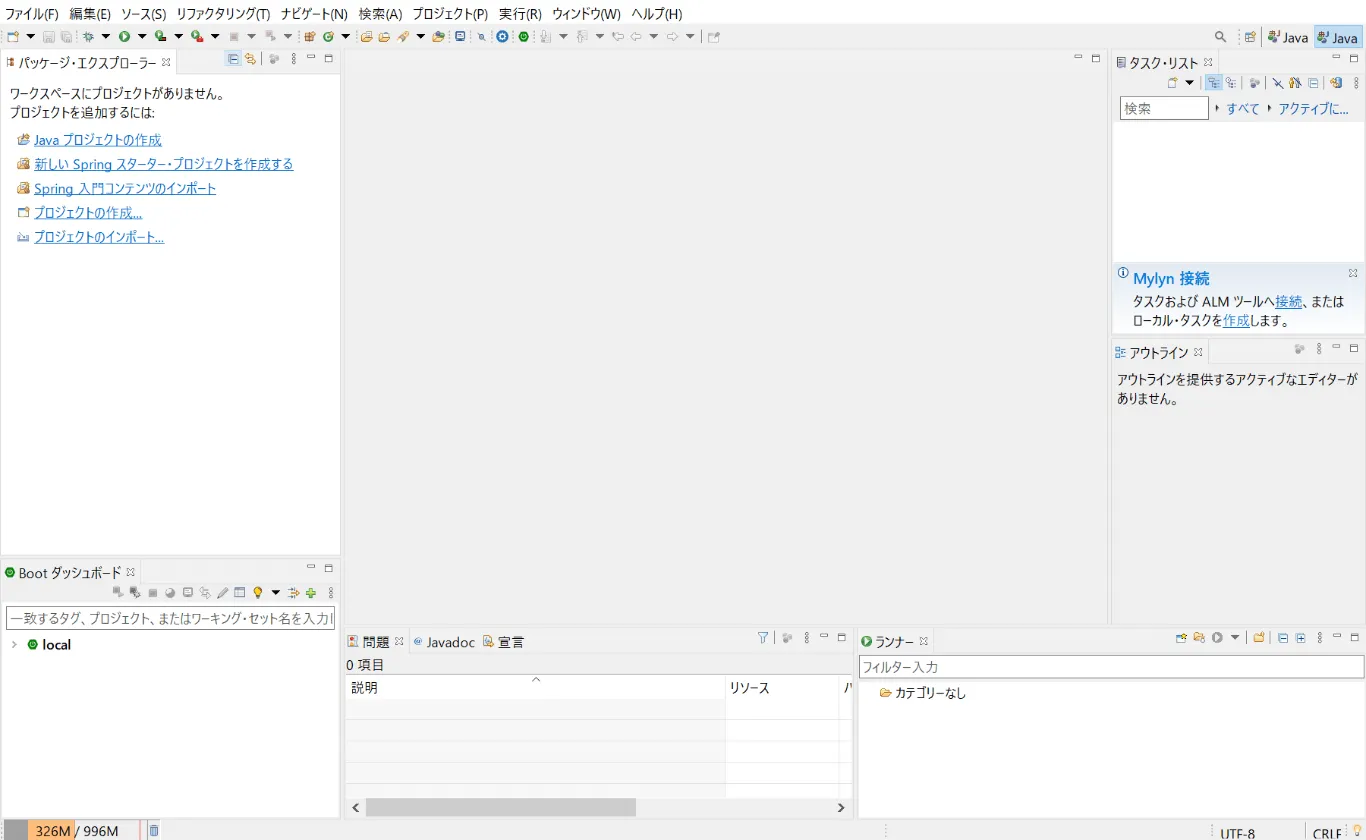 ファイル(F) 編集(E) ソース(S) リファクタリング(T) ナビゲート(N) 検索(A) プロジェクト(P) 実行(R) ウィンドウ(W) ヘルプ(H)
Java Java
パッケージ・エクスプローラー
ワークスペースにプロジェクトがありません。
プロジェクトを追加するには:
Java プロジェクトの作成
新しい Spring スターター・プロジェクトを作成する
Spring 入門コンテンツのインポート
プロジェクトの作成...
プロジェクトのインポート...
タスク・リスト
検索 すべて アクティブに...
Mylyn 接続
タスクおよび ALM ツールへ接続、または
ローカル・タスクを作成します。
アウトライン
アウトラインを提供するアクティブなエディターが
ありません。
Boot ダッシュボード
一致するタグ、プロジェクト、またはワーキング・セット名を入力
local
問題 Javadoc 宣言
0 項目
説明 リソース
ランナー
フィルター入力
カテゴリーなし
326M / 996M
UTF-8 CRLF